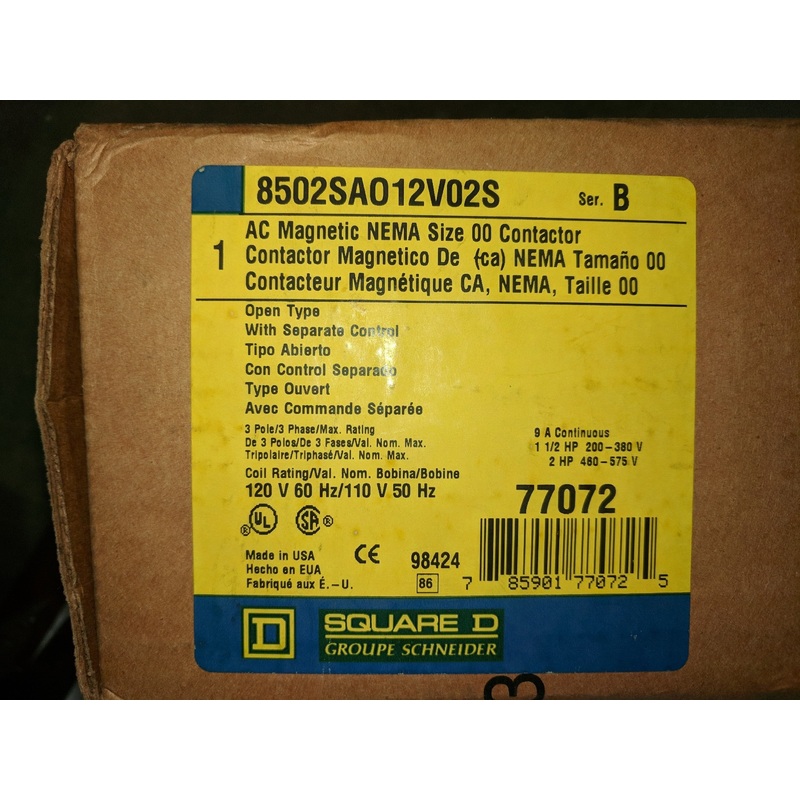 8502SAO12V02S Ser. B
1
AC Magnetic NEMA Size 00 Contactor
Contactor Magnetico De (ca) NEMA Tamaño 00
Contacteur Magnétique CA, NEMA, Taille 00
Open Type
With Separate Control
Tipo Abierto
Con Control Separado
Type Ouvert
Avec Commande Séparée
3 Pole/3 Phase/Max. Rating
De 3 Polos/De 3 Fases/Val. Nom. Max.
Tripolaire/Triphasé/Val. Nom. Max.
9 A Continuous
1 1/2 HP 200-380 V
2 HP 460-575 V
Coil Rating/Val. Nom. Bobina/Bobine
120 V 60 Hz/110 V 50 Hz
77072
® UL SA ®
Made in USA
Hecho en EUA
Fabriqué aux É.-U.
CE
98424
86
7 85901 77072 5
D SQUARE D
GROUPE SCHNEIDER
3